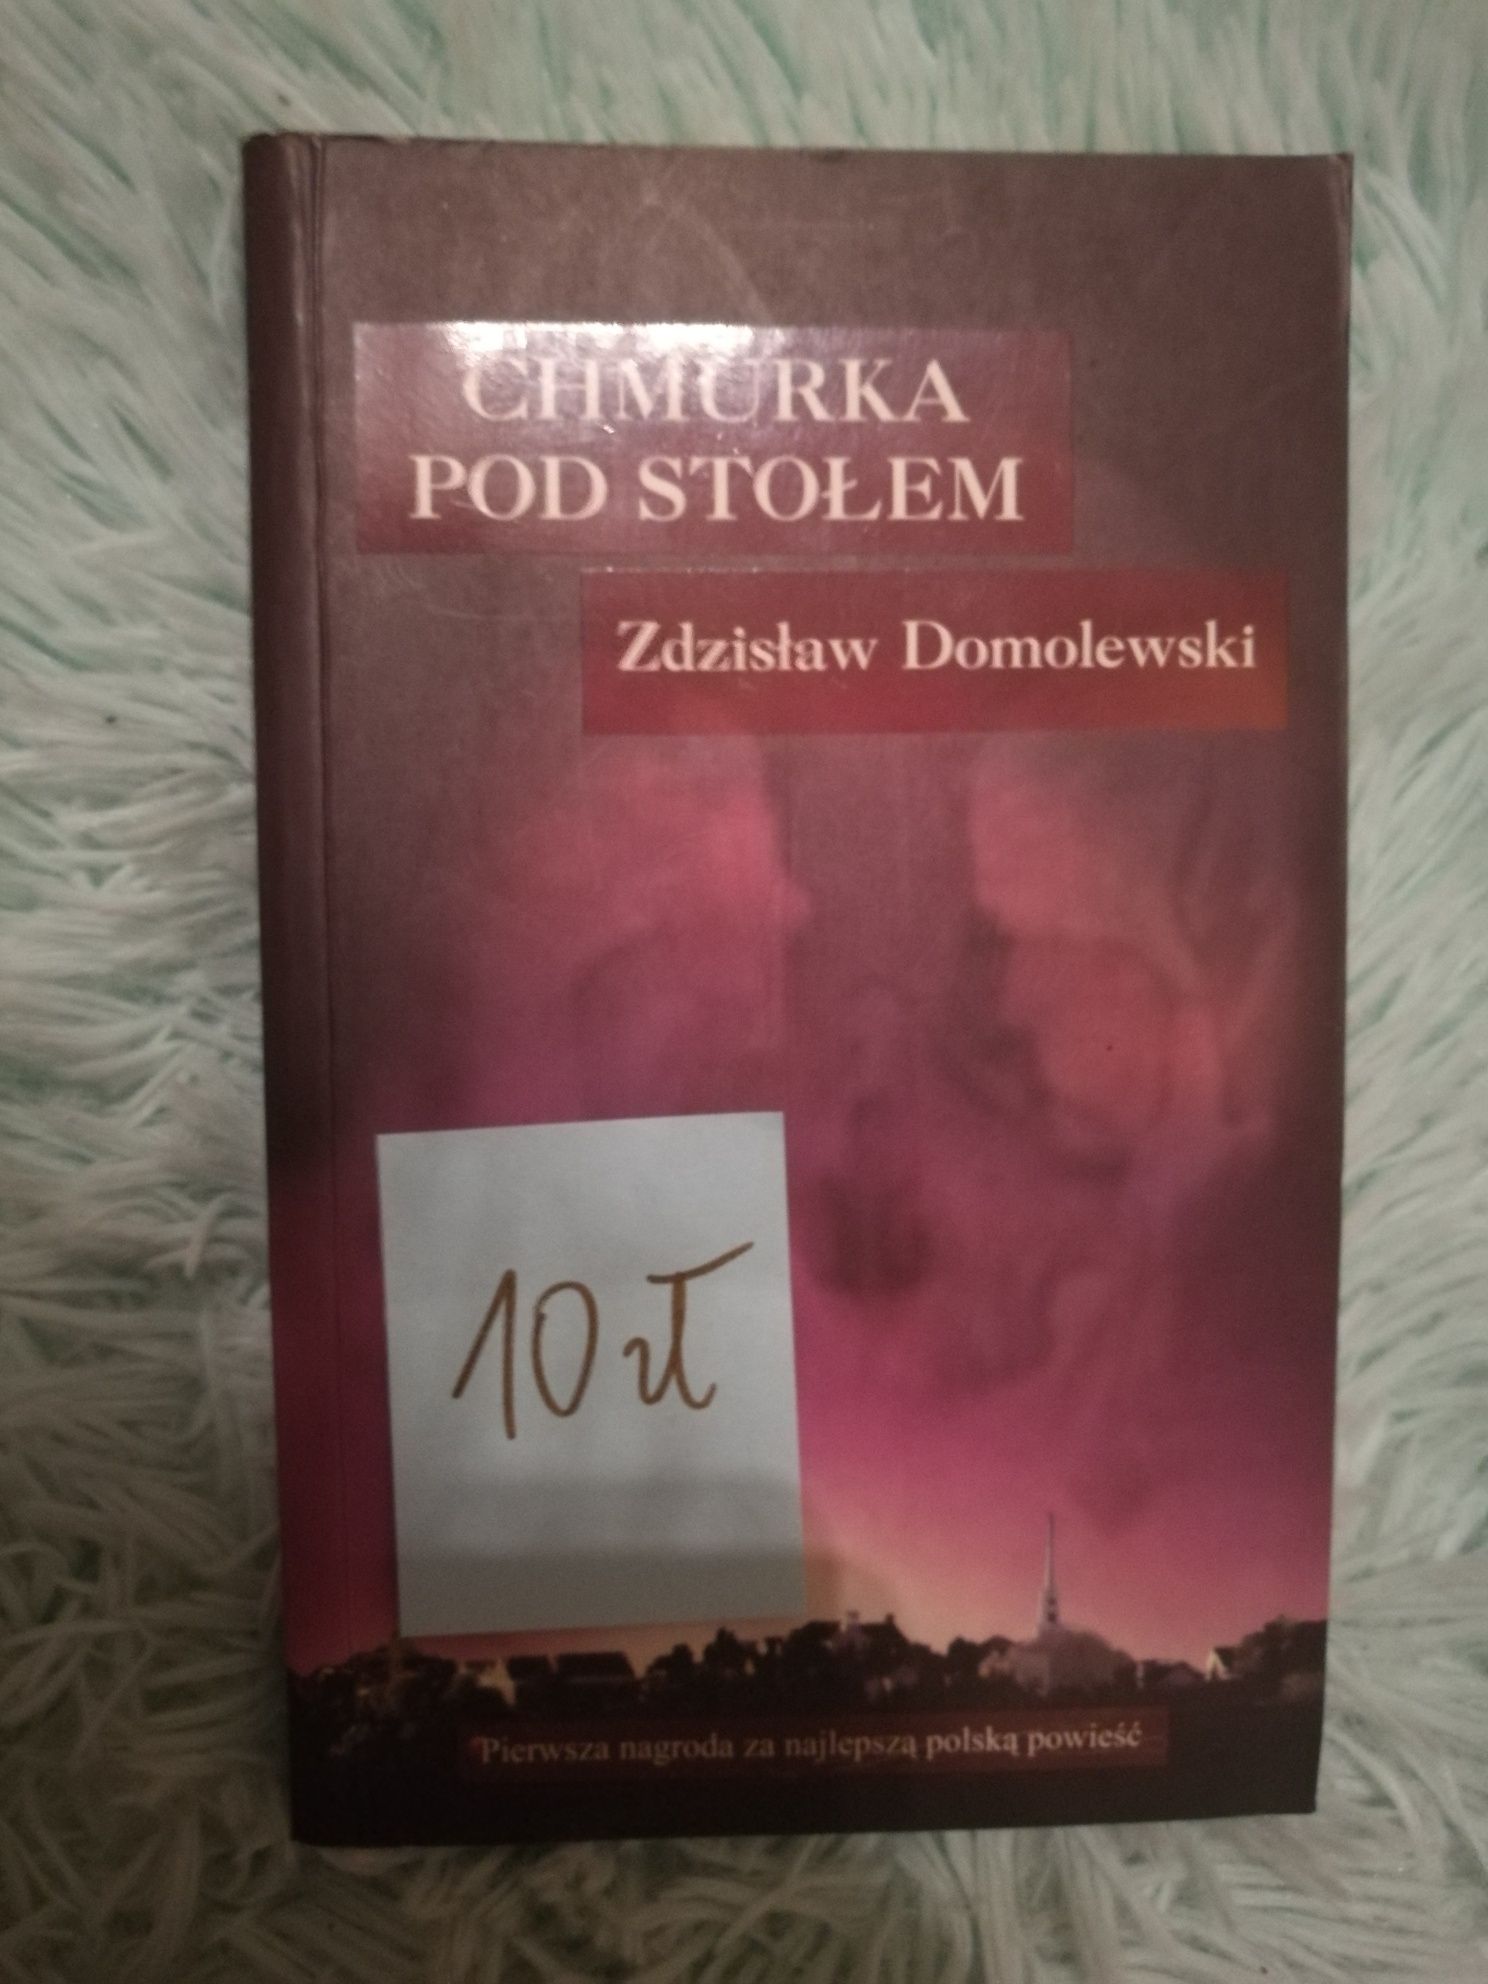 CHMURKA
POD STOŁEM
Zdzisław Domolewski
10 zł
Pierwsza nagroda za najlepszą polską powieść